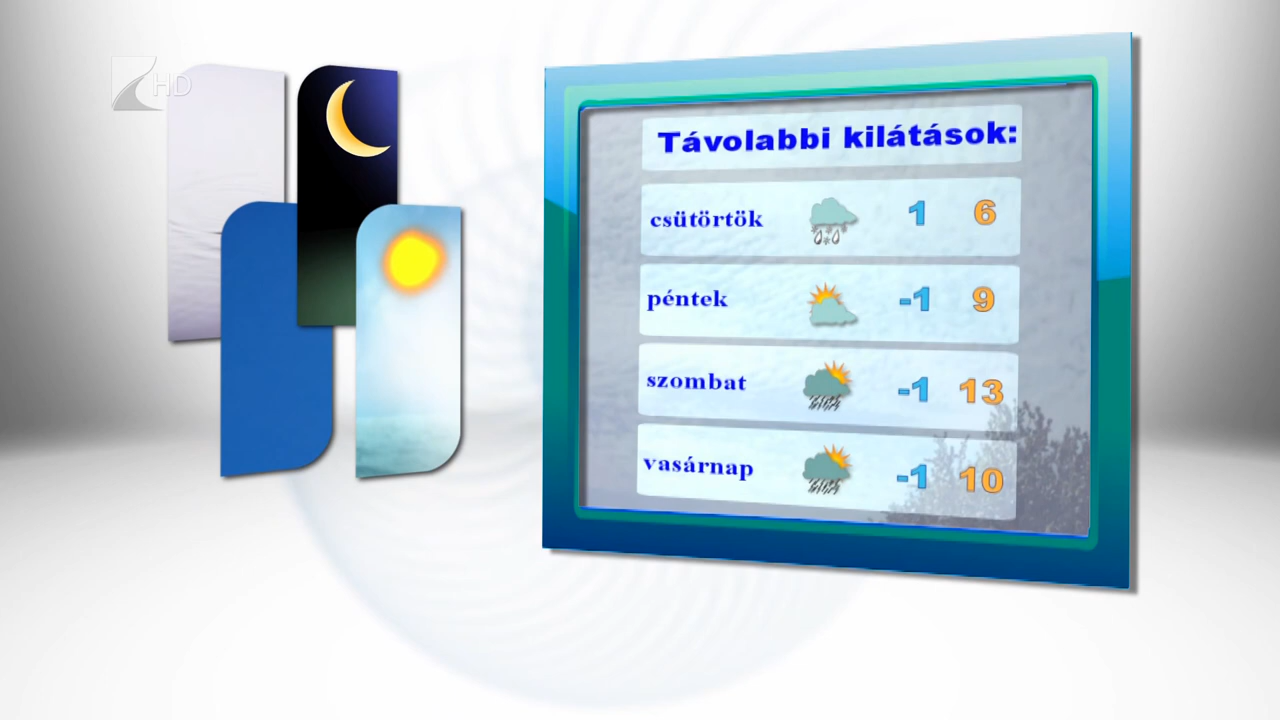 HD
Távolabbi kilátások:
csütörtök 1 6
péntek -1 9
szombat -1 13
vasárnap -1 10